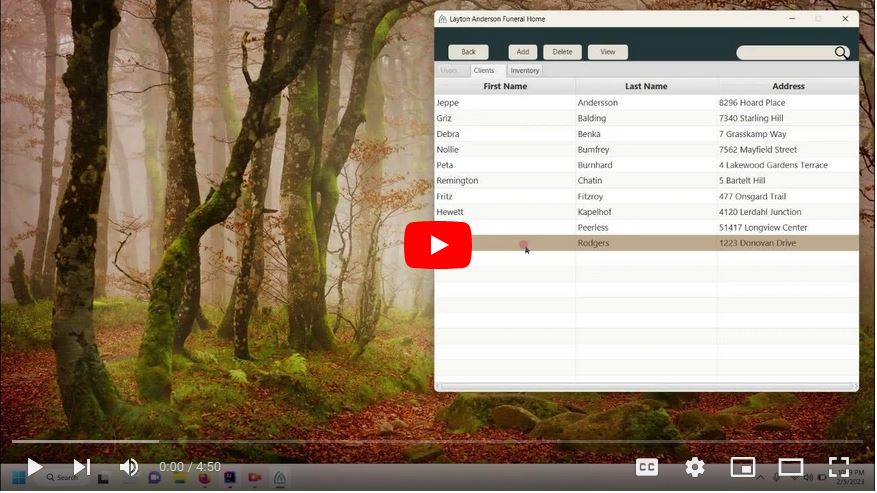 Layton Anderson Funeral Home
Back Add Delete View
Users Clients Inventory
First Name Last Name Address
Jeppe Andersson 8296 Hoard Place
Griz Balding 7340 Starling Hill
Debra Benka 7 Grasskamp Way
Nollie Bumfrey 7562 Mayfield Street
Peta Burnhard 4 Lakewood Gardens Terrace
Remington Chatin 5 Bartelt Hill
Fritz Fitzroy 477 Onsgard Trail
Hewett Kapelhof 4120 Lerdahl Junction
Peerless 51417 Longview Center
Rodgers 1223 Donovan Drive
0:00 / 4:50
CC
Search
PM
2/5/2023